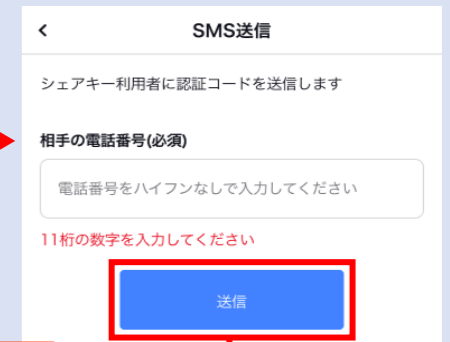 SMS送信
シェアキー利用者に認証コードを送信します
相手の電話番号(必須)
電話番号をハイフンなしで入力してください
11桁の数字を入力してください
送信